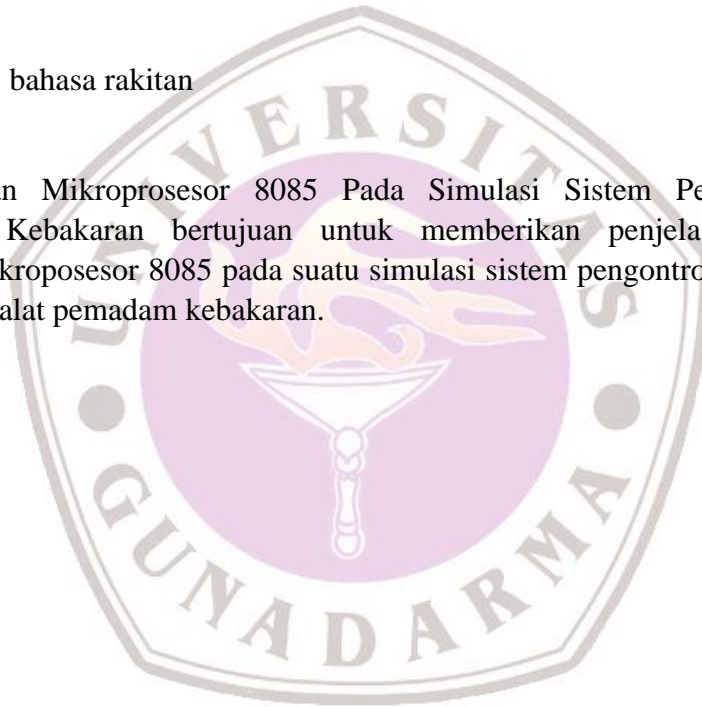 bahasa rakitan
an Mikroprosesor 8085 Pada Simulasi Sistem Pe
Kebakaran bertujuan untuk memberikan penjela
kroposesor 8085 pada suatu simulasi sistem pengontro
alat pemadam kebakaran.
UNIVERSITAS
GUNADARMA